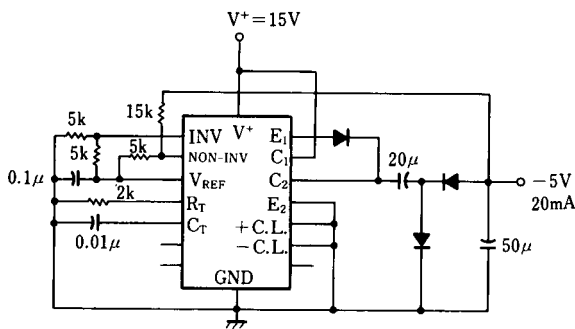 V⁺=15V
15k
5k
5k
5k
0.1μ
2k
0.01μ
V⁺
INV
NON-INV
V_REF
R_T
C_T
GND
E₁
C₁
C₂
E₂
+C.L.
−C.L.
20μ
−5V
20mA
50μ